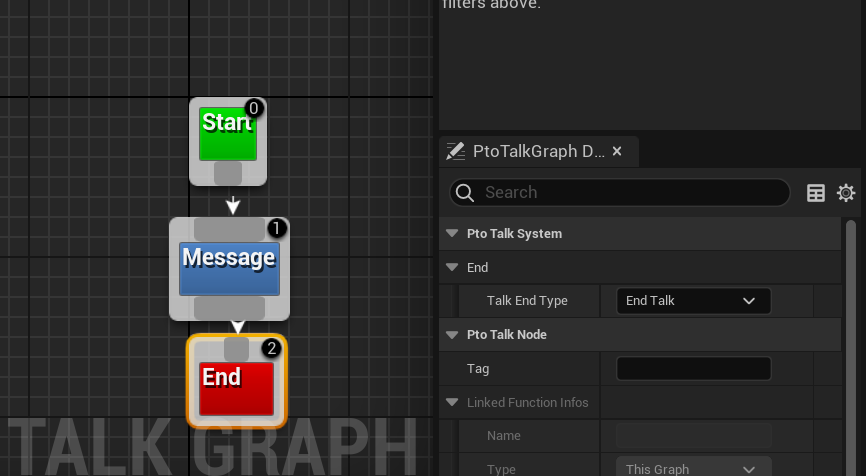 filters above.
0
Start
1
Message
2
End
TALK GRAPH
PtoTalkGraph D...
Search
Pto Talk System
End
Talk End Type
End Talk
Pto Talk Node
Tag
Linked Function Infos
Name
Type
This Graph